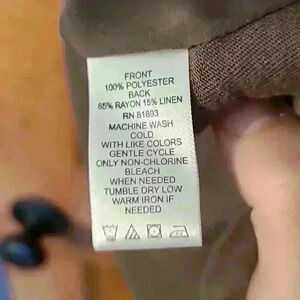 FRONT
100% POLYESTER
BACK
85% RAYON 15% LINEN
RN 81893
MACHINE WASH
COLD
WITH LIKE COLORS
GENTLE CYCLE
ONLY NON-CHLORINE
BLEACH
WHEN NEEDED
TUMBLE DRY LOW
WARM IRON IF
NEEDED